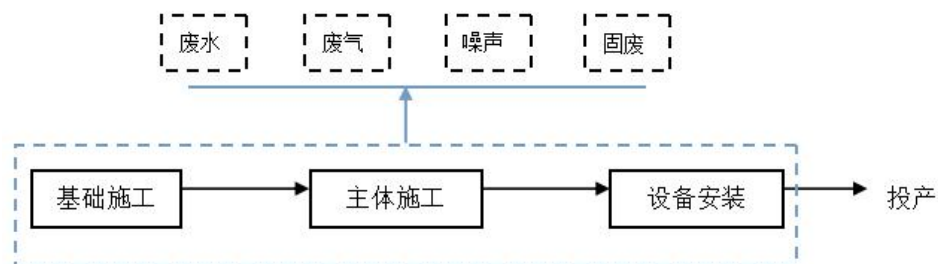 废水 废气 噪声 固废
基础施工 主体施工 设备安装 投产